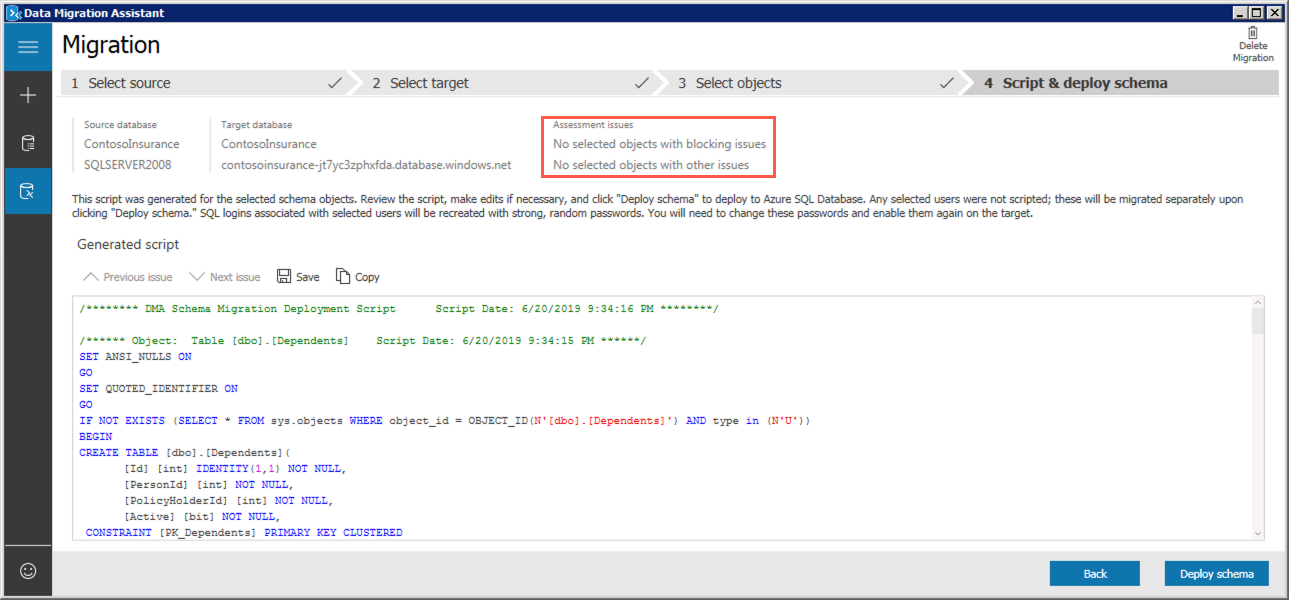 Data Migration Assistant
Migration
Delete
Migration
1 Select source
2 Select target
3 Select objects
4 Script & deploy schema
Source database
ContosoInsurance
SQLSERVER2008
Target database
ContosoInsurance
contosoinsurance-jt7yc3zphxfda.database.windows.net
Assessment issues
No selected objects with blocking issues
No selected objects with other issues
This script was generated for the selected schema objects. Review the script, make edits if necessary, and click "Deploy schema" to deploy to Azure SQL Database. Any selected users were not scripted; these will be migrated separately upon
clicking "Deploy schema." SQL logins associated with selected users will be recreated with strong, random passwords. You will need to change these passwords and enable them again on the target.
Generated script
Previous issue
Next issue
Save
Copy
/******** DMA Schema Migration Deployment Script      Script Date: 6/20/2019 9:34:16 PM ********/
/****** Object:  Table [dbo].[Dependents]    Script Date: 6/20/2019 9:34:15 PM ******/
SET ANSI_NULLS ON
GO
SET QUOTED_IDENTIFIER ON
GO
IF NOT EXISTS (SELECT * FROM sys.objects WHERE object_id = OBJECT_ID(N'[dbo].[Dependents]') AND type in (N'U'))
BEGIN
CREATE TABLE [dbo].[Dependents](
[Id] [int] IDENTITY(1,1) NOT NULL,
[PersonId] [int] NOT NULL,
[PolicyHolderId] [int] NOT NULL,
[Active] [bit] NOT NULL,
CONSTRAINT [PK_Dependents] PRIMARY KEY CLUSTERED
Back
Deploy schema